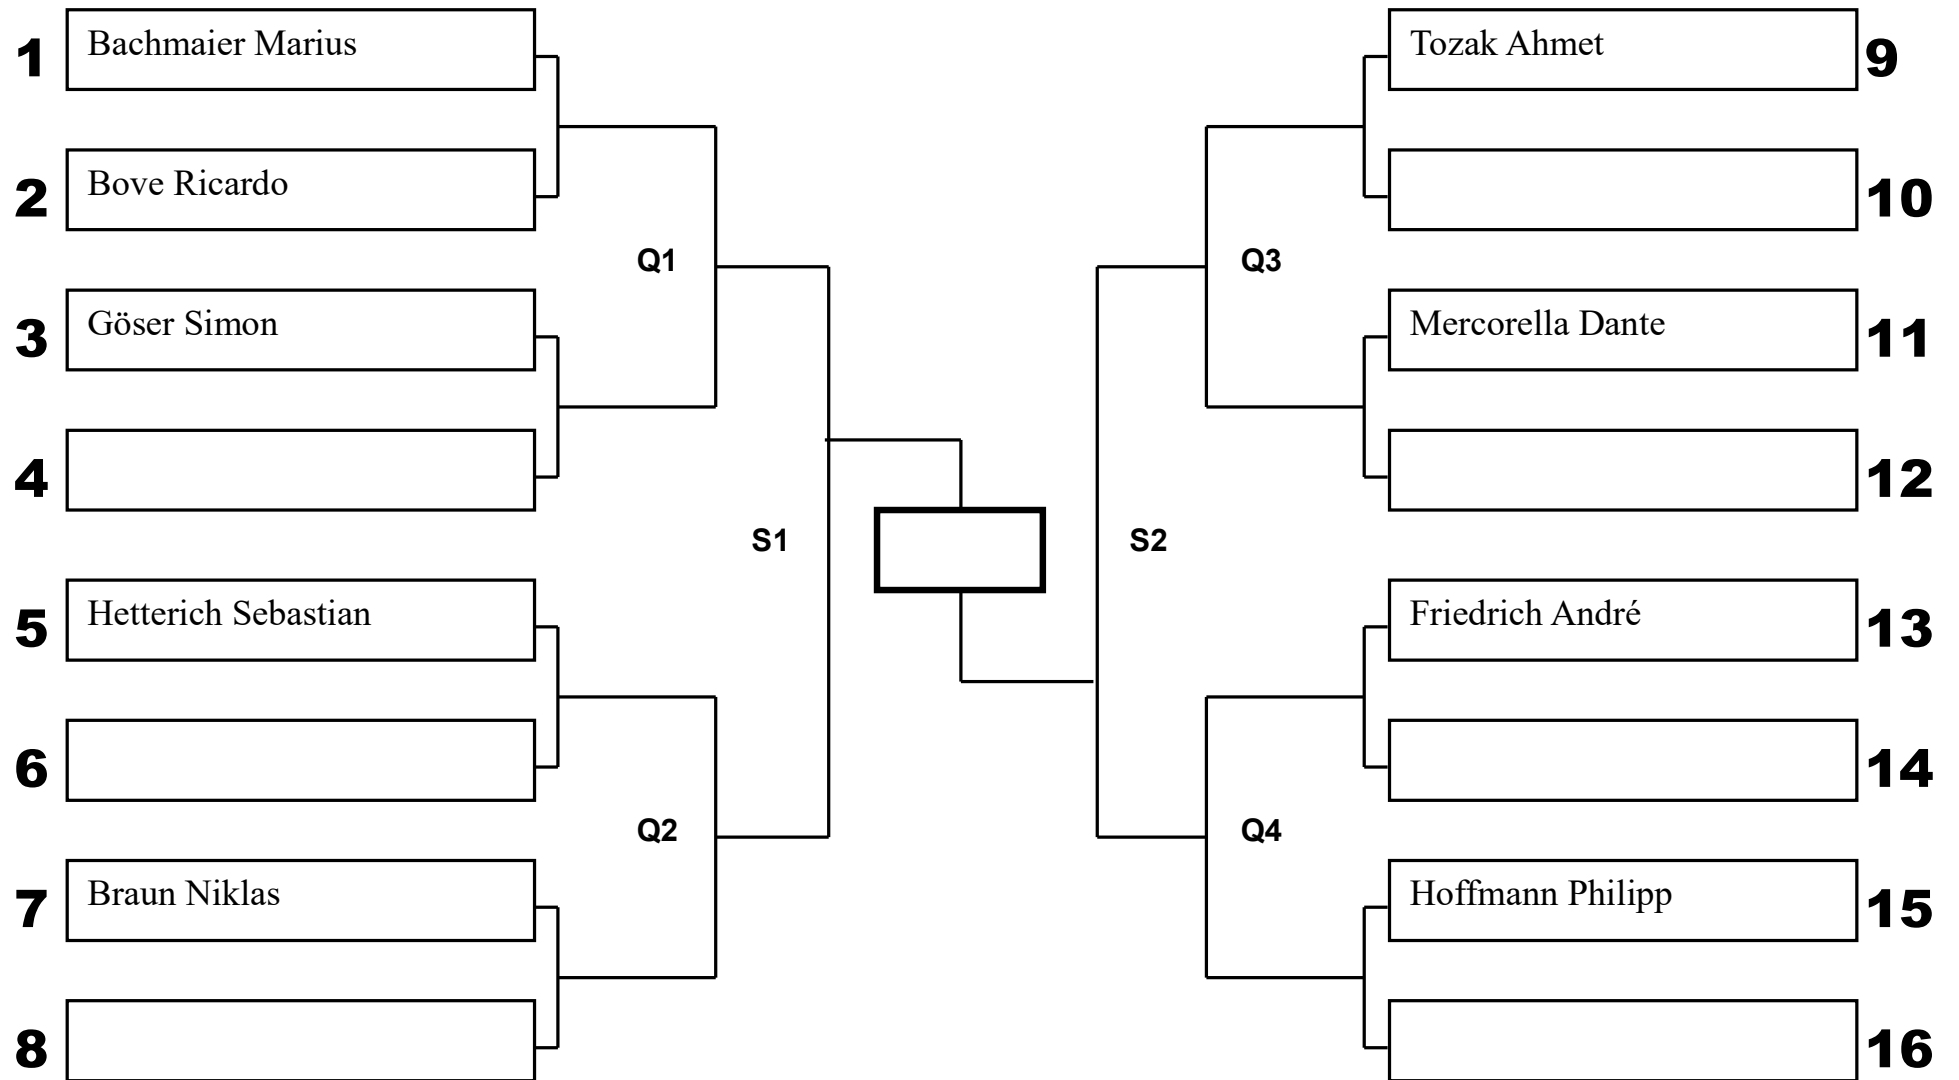 1 Bachmaier Marius
2 Bove Ricardo
Q1
3 Göser Simon
4
S1
5 Hetterich Sebastian
6
Q2
7 Braun Niklas
8
Tozak Ahmet 9
10
Q3
Mercorella Dante 11
12
S2
Friedrich André 13
14
Q4
Hoffmann Philipp 15
16